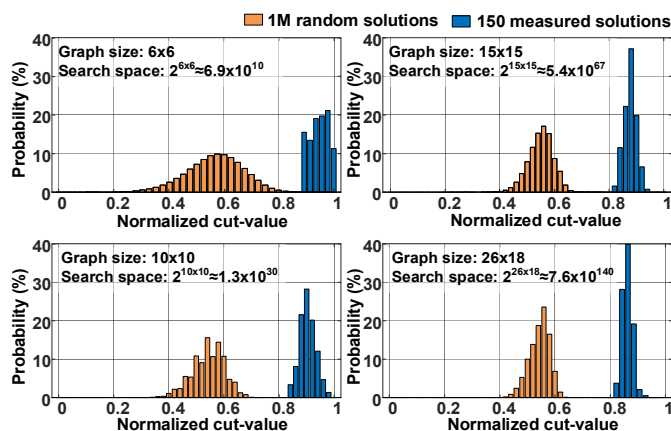 1M random solutions 150 measured solutions
Graph size: 6x6
Search space: 2^6x6≈6.9x10^10
Probability (%)
40
30
20
10
0
0 0.2 0.4 0.6 0.8 1
Normalized cut-value
Graph size: 15x15
Search space: 2^15x15≈5.4x10^67
Probability (%)
40
30
20
10
0
0 0.2 0.4 0.6 0.8 1
Normalized cut-value
Graph size: 10x10
Search space: 2^10x10≈1.3x10^30
Probability (%)
40
30
20
10
0
0 0.2 0.4 0.6 0.8 1
Normalized cut-value
Graph size: 26x18
Search space: 2^26x18≈7.6x10^140
Probability (%)
40
30
20
10
0
0 0.2 0.4 0.6 0.8 1
Normalized cut-value